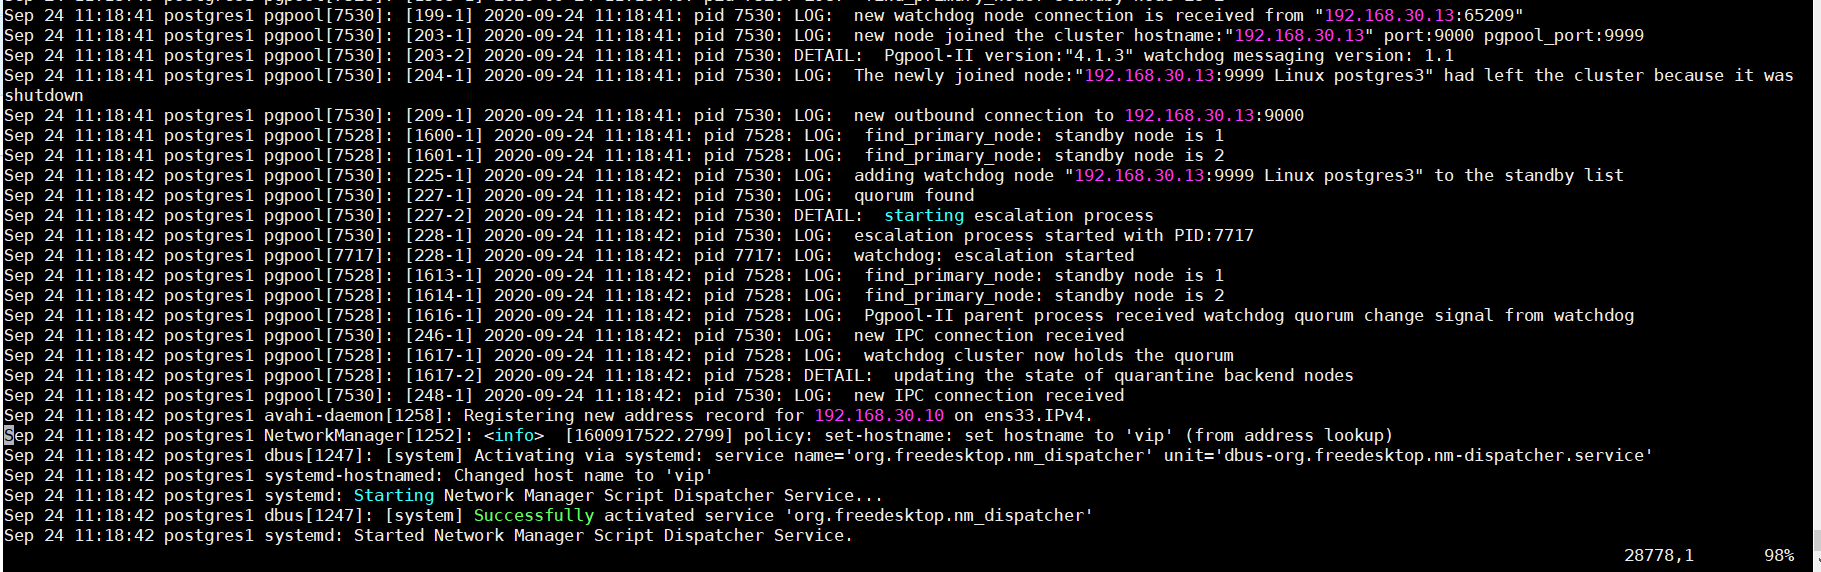 Sep 24 11:18:41 postgres1 pgpool[7530]: [199-1] 2020-09-24 11:18:41: pid 7530: LOG:  new watchdog node connection is received from "192.168.30.13:65209"
Sep 24 11:18:41 postgres1 pgpool[7530]: [203-1] 2020-09-24 11:18:41: pid 7530: LOG:  new node joined the cluster hostname:"192.168.30.13" port:9000 pgpool_port:9999
Sep 24 11:18:41 postgres1 pgpool[7530]: [203-2] 2020-09-24 11:18:41: pid 7530: DETAIL:  Pgpool-II version:"4.1.3" watchdog messaging version: 1.1
Sep 24 11:18:41 postgres1 pgpool[7530]: [204-1] 2020-09-24 11:18:41: pid 7530: LOG:  The newly joined node:"192.168.30.13:9999 Linux postgres3" had left the cluster because it was
shutdown
Sep 24 11:18:41 postgres1 pgpool[7530]: [209-1] 2020-09-24 11:18:41: pid 7530: LOG:  new outbound connection to 192.168.30.13:9000
Sep 24 11:18:41 postgres1 pgpool[7528]: [1600-1] 2020-09-24 11:18:41: pid 7528: LOG:  find_primary_node: standby node is 1
Sep 24 11:18:41 postgres1 pgpool[7528]: [1601-1] 2020-09-24 11:18:41: pid 7528: LOG:  find_primary_node: standby node is 2
Sep 24 11:18:42 postgres1 pgpool[7530]: [225-1] 2020-09-24 11:18:42: pid 7530: LOG:  adding watchdog node "192.168.30.13:9999 Linux postgres3" to the standby list
Sep 24 11:18:42 postgres1 pgpool[7530]: [227-1] 2020-09-24 11:18:42: pid 7530: LOG:  quorum found
Sep 24 11:18:42 postgres1 pgpool[7530]: [227-2] 2020-09-24 11:18:42: pid 7530: DETAIL:  starting escalation process
Sep 24 11:18:42 postgres1 pgpool[7530]: [228-1] 2020-09-24 11:18:42: pid 7530: LOG:  escalation process started with PID:7717
Sep 24 11:18:42 postgres1 pgpool[7717]: [228-1] 2020-09-24 11:18:42: pid 7717: LOG:  watchdog: escalation started
Sep 24 11:18:42 postgres1 pgpool[7528]: [1613-1] 2020-09-24 11:18:42: pid 7528: LOG:  find_primary_node: standby node is 1
Sep 24 11:18:42 postgres1 pgpool[7528]: [1614-1] 2020-09-24 11:18:42: pid 7528: LOG:  find_primary_node: standby node is 2
Sep 24 11:18:42 postgres1 pgpool[7528]: [1616-1] 2020-09-24 11:18:42: pid 7528: LOG:  Pgpool-II parent process received watchdog quorum change signal from watchdog
Sep 24 11:18:42 postgres1 pgpool[7530]: [246-1] 2020-09-24 11:18:42: pid 7530: LOG:  new IPC connection received
Sep 24 11:18:42 postgres1 pgpool[7528]: [1617-1] 2020-09-24 11:18:42: pid 7528: LOG:  watchdog cluster now holds the quorum
Sep 24 11:18:42 postgres1 pgpool[7528]: [1617-2] 2020-09-24 11:18:42: pid 7528: DETAIL:  updating the state of quarantine backend nodes
Sep 24 11:18:42 postgres1 pgpool[7530]: [248-1] 2020-09-24 11:18:42: pid 7530: LOG:  new IPC connection received
Sep 24 11:18:42 postgres1 avahi-daemon[1258]: Registering new address record for 192.168.30.10 on ens33.IPv4.
Sep 24 11:18:42 postgres1 NetworkManager[1252]: <info>  [1600917522.2799] policy: set-hostname: set hostname to 'vip' (from address lookup)
Sep 24 11:18:42 postgres1 dbus[1247]: [system] Activating via systemd: service name='org.freedesktop.nm_dispatcher' unit='dbus-org.freedesktop.nm-dispatcher.service'
Sep 24 11:18:42 postgres1 systemd-hostnamed: Changed host name to 'vip'
Sep 24 11:18:42 postgres1 systemd: Starting Network Manager Script Dispatcher Service...
Sep 24 11:18:42 postgres1 dbus[1247]: [system] Successfully activated service 'org.freedesktop.nm_dispatcher'
Sep 24 11:18:42 postgres1 systemd: Started Network Manager Script Dispatcher Service.
28778,1 98%